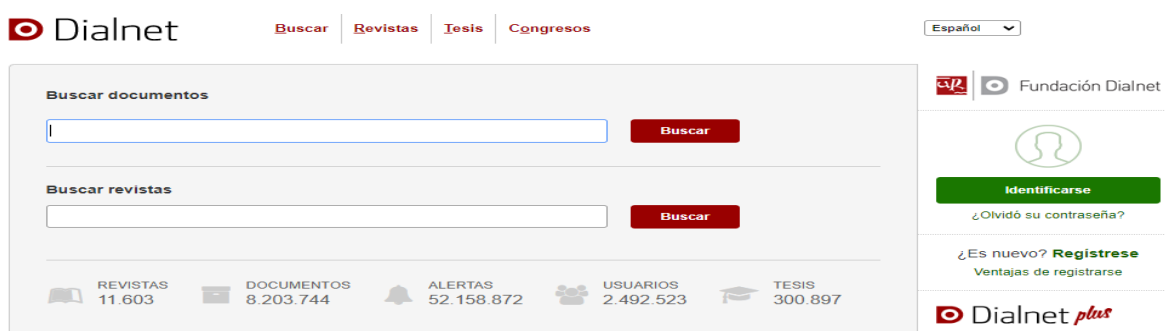 Dialnet
Buscar Revistas Tesis Congresos
Español
Buscar documentos
Buscar
Buscar revistas
Buscar
REVISTAS
11.603
DOCUMENTOS
8.203.744
ALERTAS
52.158.872
USUARIOS
2.492.523
TESIS
300.897
Fundación Dialnet
Identificarse
¿Olvidó su contraseña?
¿Es nuevo? Regístrese
Ventajas de registrarse
Dialnet plus